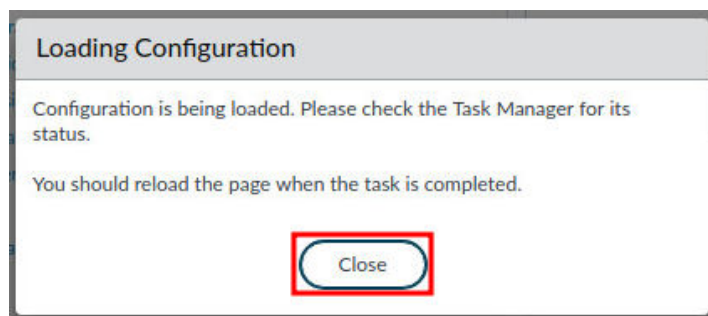 Loading Configuration
Configuration is being loaded. Please check the Task Manager for its
status.
You should reload the page when the task is completed.
Close